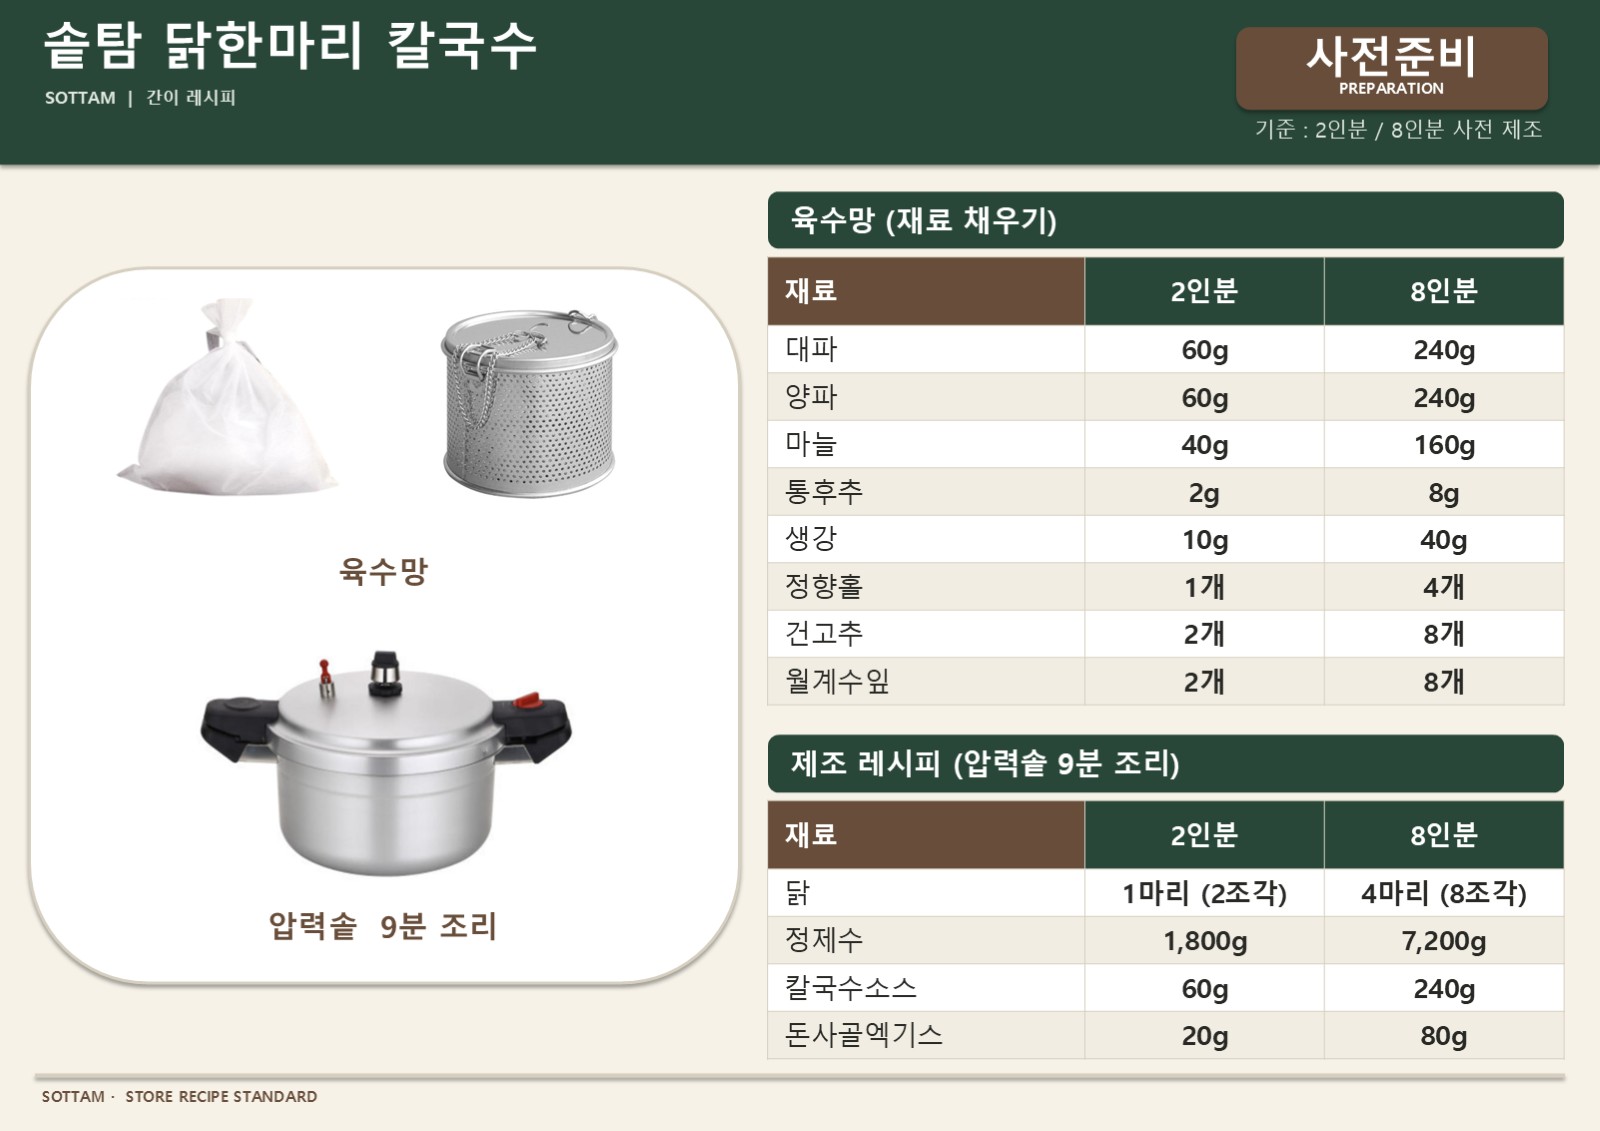 솥탐 닭한마리 칼국수
SOTTAM | 간이 레시피
사전준비
PREPARATION
기준 : 2인분 / 8인분 사전 제조
육수망
압력솥 9분 조리
육수망 (재료 채우기)
재료 2인분 8인분
대파 60g 240g
양파 60g 240g
마늘 40g 160g
통후추 2g 8g
생강 10g 40g
정향홀 1개 4개
건고추 2개 8개
월계수잎 2개 8개
제조 레시피 (압력솥 9분 조리)
재료 2인분 8인분
닭 1마리 (2조각) 4마리 (8조각)
정제수 1,800g 7,200g
칼국수소스 60g 240g
돈사골엑기스 20g 80g
SOTTAM · STORE RECIPE STANDARD